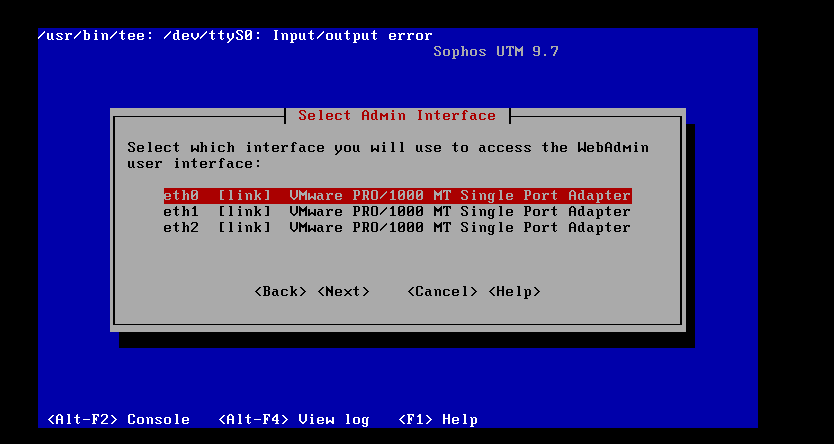 /usr/bin/tee: /dev/ttyS0: Input/output error
Sophos UTM 9.7
Select Admin Interface
Select which interface you will use to access the WebAdmin
user interface:
eth0 [link] VMware PRO/1000 MT Single Port Adapter
eth1 [link] VMware PRO/1000 MT Single Port Adapter
eth2 [link] VMware PRO/1000 MT Single Port Adapter
<Back> <Next> <Cancel> <Help>
<Alt-F2> Console <Alt-F4> View log <F1> Help